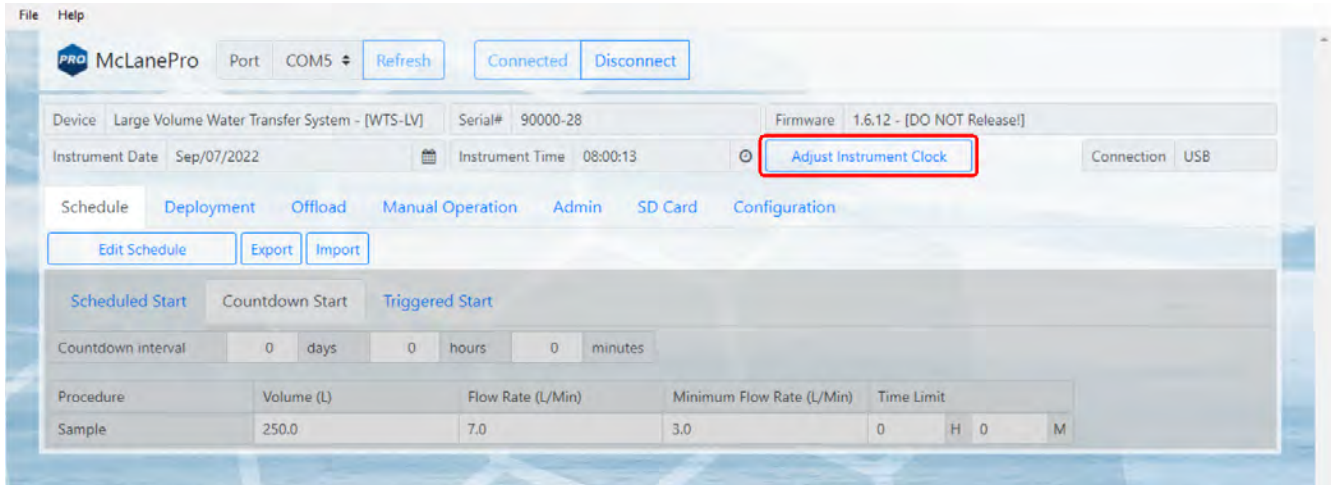 File Help
PRO McLanePro Port COM5 Refresh Connected Disconnect
Device Large Volume Water Transfer System - [WTS-LV] Serial# 90000-28 Firmware 1.6.12 - [DO NOT Release!]
Instrument Date Sep/07/2022 Instrument Time 08:00:13 Adjust Instrument Clock Connection USB
Schedule Deployment Offload Manual Operation Admin SD Card Configuration
Edit Schedule Export Import
Scheduled Start Countdown Start Triggered Start
Countdown interval 0 days 0 hours 0 minutes
Procedure Volume (L) Flow Rate (L/Min) Minimum Flow Rate (L/Min) Time Limit
Sample 250.0 7.0 3.0 0 H 0 M